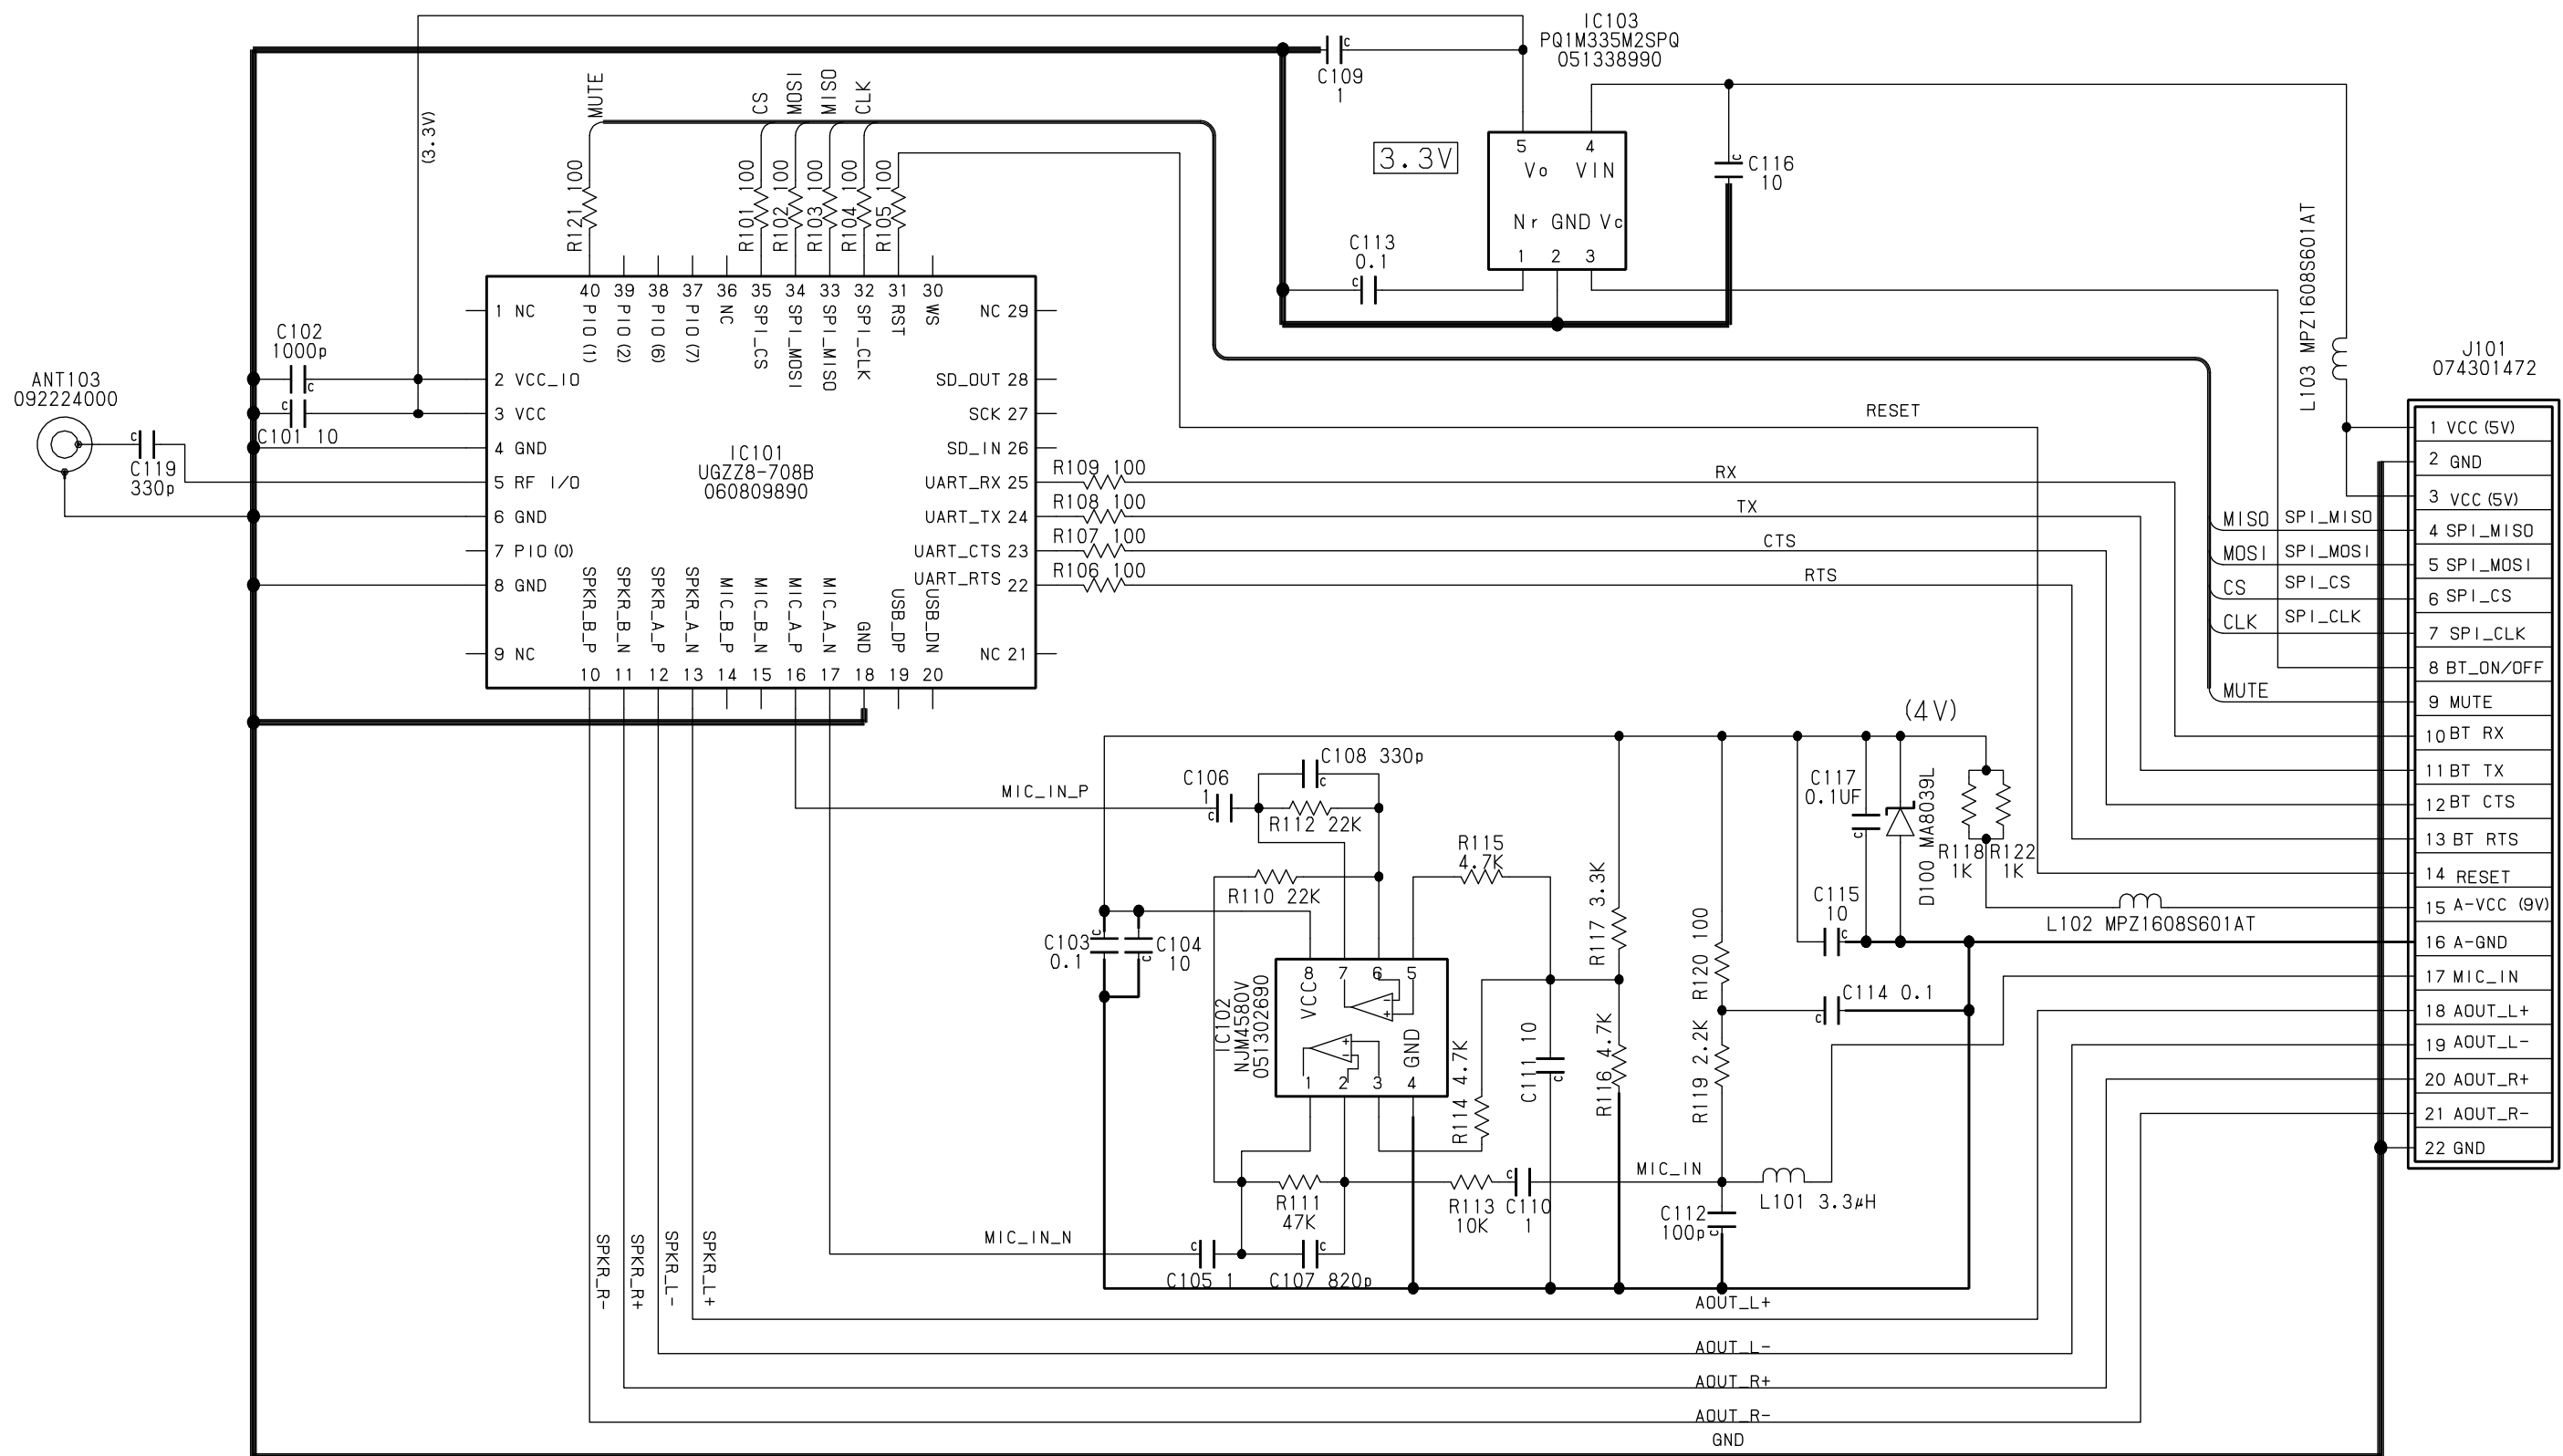 IC103
PQ1M335M2SPQ
051338990
C109
1
(3.3V)
MUTE
CS
MOSI
MISO
CLK
3.3V
5
4
Vo
VIN
Nr
GND
Vc
1
2
3
C116
10
C113
0.1
R121 100
R101 100
R102 100
R103 100
R104 100
R105 100
L103 MPZ1608S601AT
J101
074301472
ANT103
092224000
C102
1000p
C101 10
C119
330p
40 PIO(1)
39 PIO(2)
38 PIO(6)
37 PIO(7)
36 NC
35 SPI_CS
34 SPI_MOSI
33 SPI_MISO
32 SPI_CLK
31 RST
30 WS
1 NC
2 VCC_IO
3 VCC
4 GND
5 RF I/O
6 GND
7 PIO(0)
8 GND
9 NC
IC101
UGZZ8-708B
060809890
NC 29
SD_OUT 28
SCK 27
SD_IN 26
UART_RX 25
UART_TX 24
UART_CTS 23
UART_RTS 22
NC 21
SPKR_B_P 10
SPKR_B_N 11
SPKR_A_P 12
SPKR_A_N 13
MIC_B_P 14
MIC_B_N 15
MIC_A_P 16
MIC_A_N 17
GND 18
USB_DP 19
USB_DN 20
R109 100
R108 100
R107 100
R106 100
RESET
RX
TX
CTS
RTS
MISO SPI_MISO
MOSI SPI_MOSI
CS SPI_CS
CLK SPI_CLK
MUTE
1 VCC(5V)
2 GND
3 VCC(5V)
4 SPI_MISO
5 SPI_MOSI
6 SPI_CS
7 SPI_CLK
8 BT_ON/OFF
9 MUTE
10 BT RX
11 BT TX
12 BT CTS
13 BT RTS
14 RESET
15 A-VCC (9V)
16 A-GND
17 MIC_IN
18 AOUT_L+
19 AOUT_L-
20 AOUT_R+
21 AOUT_R-
22 GND
(4V)
MIC_IN_P
C106
1
C108 330p
R112 22K
R110 22K
R115
4.7K
R117 3.3K
C117
0.1UF
D100 MA8039L
R118
1K
R122
1K
C115
10
L102 MPZ1608S601AT
C103
0.1
C104
10
IC102
NJM4580V
051302690
8
7
6
5
VCC
GND
1
2
3
4
R114 4.7K
C111 10
R116 4.7K
R120 100
R119 2.2K
C114 0.1
MIC_IN
L101 3.3μH
R111
47K
R113
10K
C110
1
C112
100p
MIC_IN_N
C105 1
C107 820p
SPKR_R-
SPKR_R+
SPKR_L-
SPKR_L+
AOUT_L+
AOUT_L-
AOUT_R+
AOUT_R-
GND